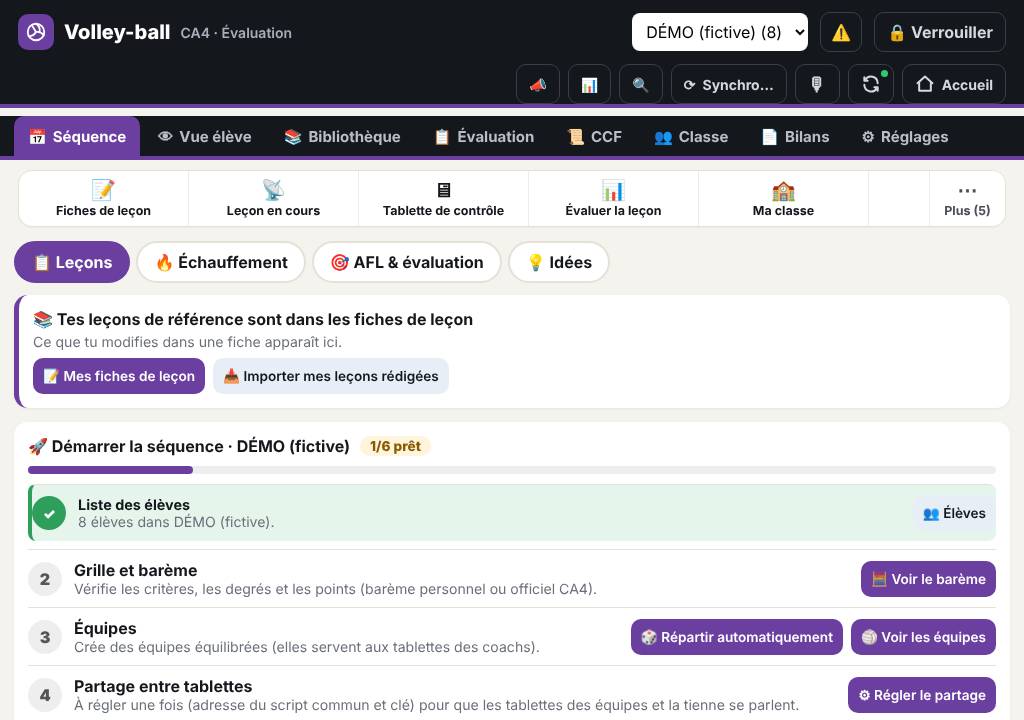 Volley-ball CA4 · Évaluation DÉMO (fictive) (8) Verrouiller
Synchro... Accueil
Séquence Vue élève Bibliothèque Évaluation CCF Classe Bilans Réglages
Fiches de leçon Leçon en cours Tablette de contrôle Évaluer la leçon Ma classe Plus (5)
Leçons Échauffement AFL & évaluation Idées
Tes leçons de référence sont dans les fiches de leçon
Ce que tu modifies dans une fiche apparaît ici.
Mes fiches de leçon Importer mes leçons rédigées
Démarrer la séquence · DÉMO (fictive) 1/6 prêt
Liste des élèves
8 élèves dans DÉMO (fictive).
Élèves
2 Grille et barème
Vérifie les critères, les degrés et les points (barème personnel ou officiel CA4).
Voir le barème
3 Équipes
Crée des équipes équilibrées (elles servent aux tablettes des coachs).
Répartir automatiquement Voir les équipes
4 Partage entre tablettes
À régler une fois (adresse du script commun et clé) pour que les tablettes des équipes et la tienne se parlent.
Régler le partage